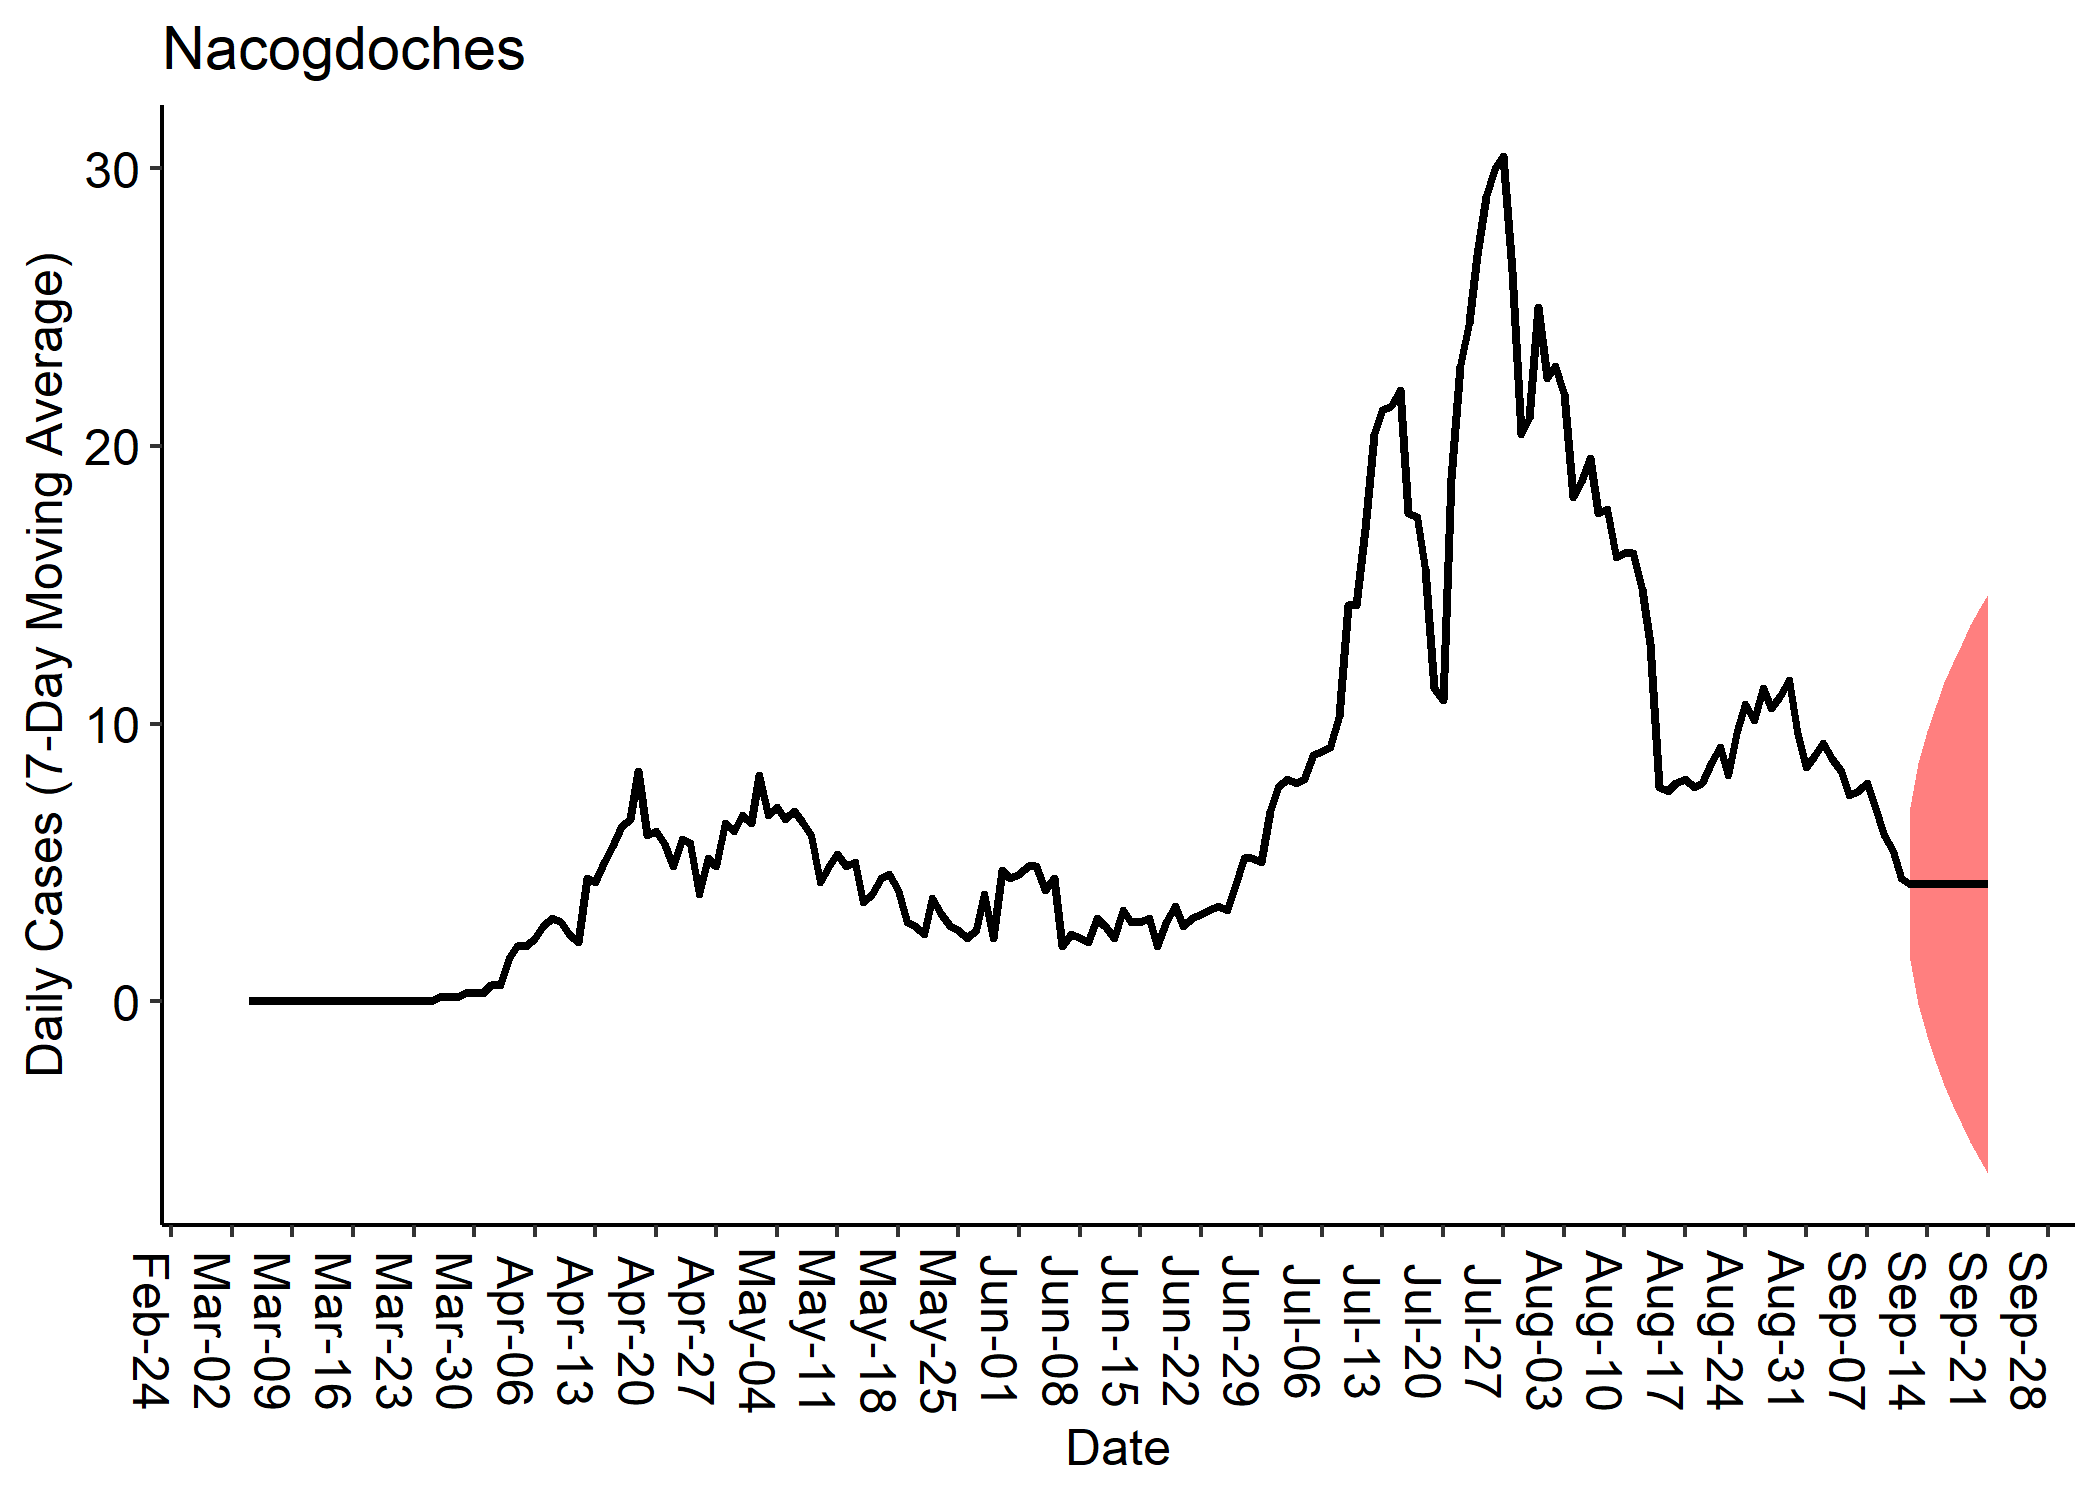 Nacogdoches
Daily Cases (7-Day Moving Average)
30
20
10
0
Feb-24
Mar-02
Mar-09
Mar-16
Mar-23
Mar-30
Apr-06
Apr-13
Apr-20
Apr-27
May-04
May-11
May-18
May-25
Jun-01
Jun-08
Jun-15
Jun-22
Jun-29
Jul-06
Jul-13
Jul-20
Jul-27
Aug-03
Aug-10
Aug-17
Aug-24
Aug-31
Sep-07
Sep-14
Sep-21
Sep-28
Date